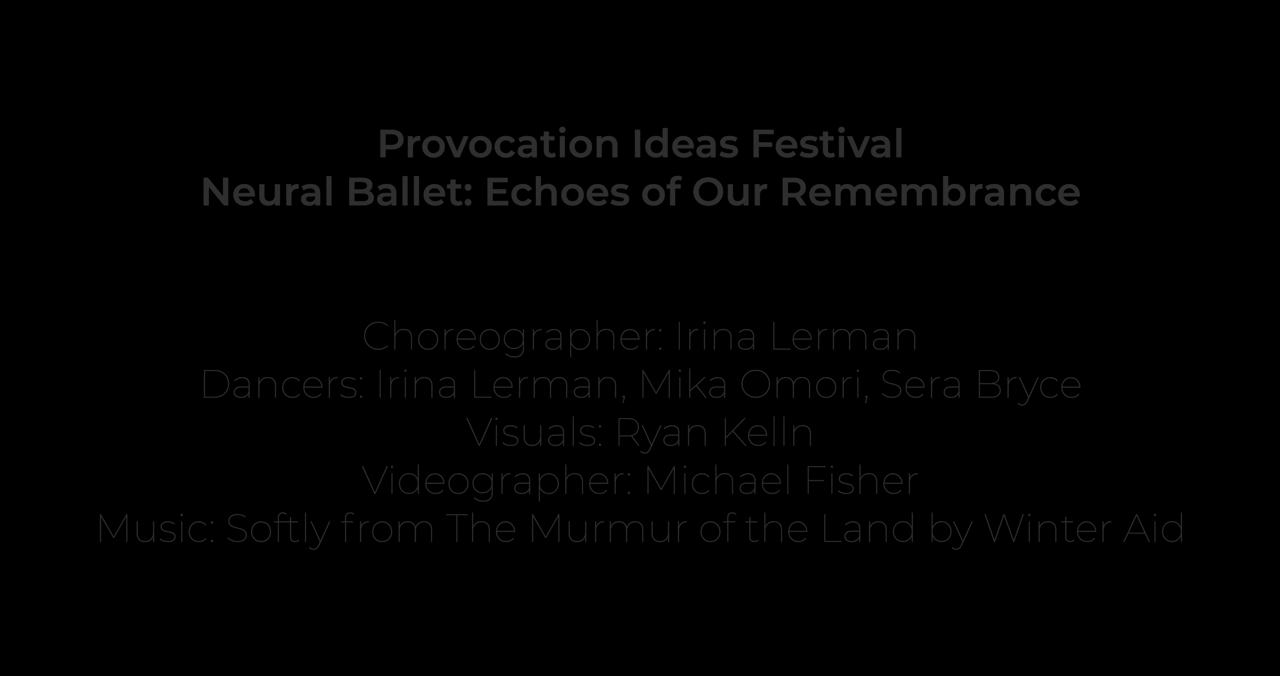 Provocation Ideas Festival
Neural Ballet: Echoes of Our Remembrance
Choreographer: Irina Lerman
Dancers: Irina Lerman, Mika Omori, Sera Bryce
Visuals: Ryan Kelln
Videographer: Michael Fisher
Music: Softly from The Murmur of the Land by Winter Aid